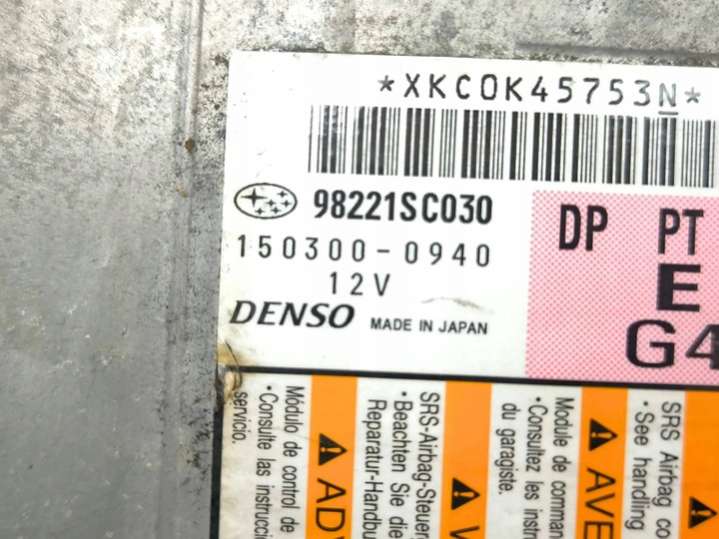 *XKC0K45753N*
98221SC030
150300-0940
12V
DENSO MADE IN JAPAN
DP PT
E
G4
Módulo de control de
• Consulte las instrucci
servicio.
ADV
SRS-Airbag-Steuer
• Beachten Sie die
Reparatur-Handbu
Module de comman
• Consultez les inst
du garagiste.
AVE
SRS Airbag co
• See handling